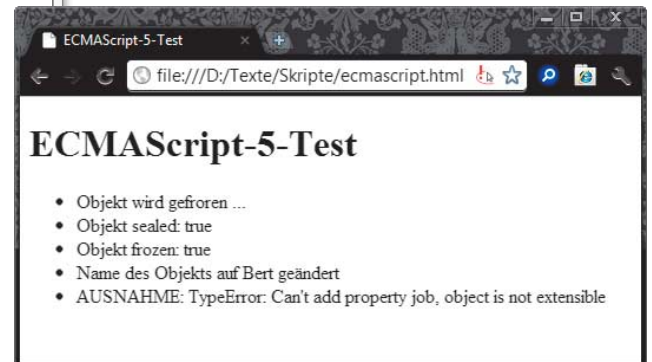 ECMAScript-5-Test
file:///D:/Texte/Skripte/ecmascript.html
ECMAScript-5-Test
Objekt wird gefroren ...
Objekt sealed: true
Objekt frozen: true
Name des Objekts auf Bert geändert
AUSNAHME: TypeError: Can't add property job, object is not extensible